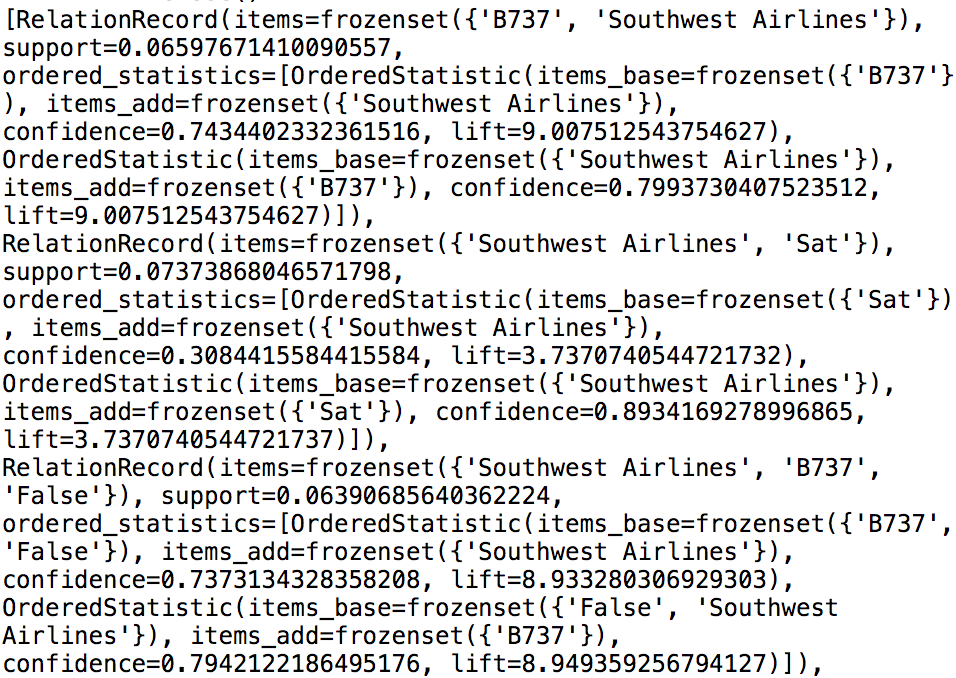 [RelationRecord(items=frozenset({'B737', 'Southwest Airlines'}),
support=0.06597671410090557,
ordered_statistics=[OrderedStatistic(items_base=frozenset({'B737'}
), items_add=frozenset({'Southwest Airlines'}),
confidence=0.7434402332361516, lift=9.007512543754627),
OrderedStatistic(items_base=frozenset({'Southwest Airlines'}),
items_add=frozenset({'B737'}), confidence=0.7993730407523512,
lift=9.007512543754627)]),
RelationRecord(items=frozenset({'Southwest Airlines', 'Sat'}),
support=0.07373868046571798,
ordered_statistics=[OrderedStatistic(items_base=frozenset({'Sat'})
, items_add=frozenset({'Southwest Airlines'}),
confidence=0.3084415584415584, lift=3.7370740544721732),
OrderedStatistic(items_base=frozenset({'Southwest Airlines'}),
items_add=frozenset({'Sat'}), confidence=0.8934169278996865,
lift=3.7370740544721737)]),
RelationRecord(items=frozenset({'Southwest Airlines', 'B737',
'False'}), support=0.06390685640362224,
ordered_statistics=[OrderedStatistic(items_base=frozenset({'B737',
'False'}), items_add=frozenset({'Southwest Airlines'}),
confidence=0.7373134328358208, lift=8.933280306929303),
OrderedStatistic(items_base=frozenset({'False', 'Southwest
Airlines'}), items_add=frozenset({'B737'}),
confidence=0.7942122186495176, lift=8.949359256794127)]),